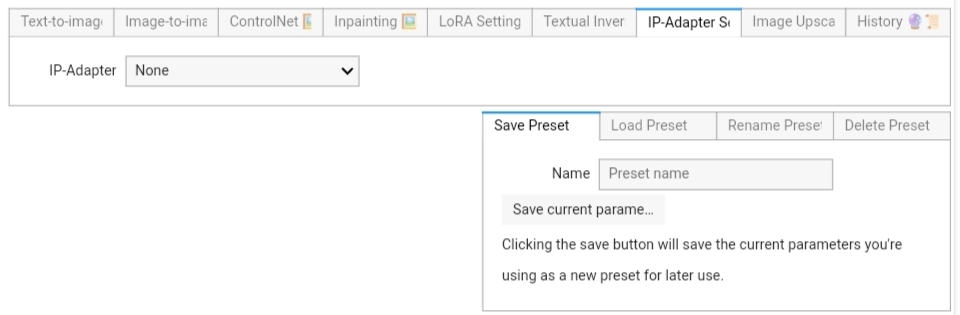 Text-to-imag Image-to-ima ControlNet Inpainting LoRA Setting Textual Inver IP-Adapter Se Image Upsca History
IP-Adapter None
Save Preset Load Preset Rename Prese Delete Preset
Name Preset name
Save current parame...
Clicking the save button will save the current parameters you're
using as a new preset for later use.